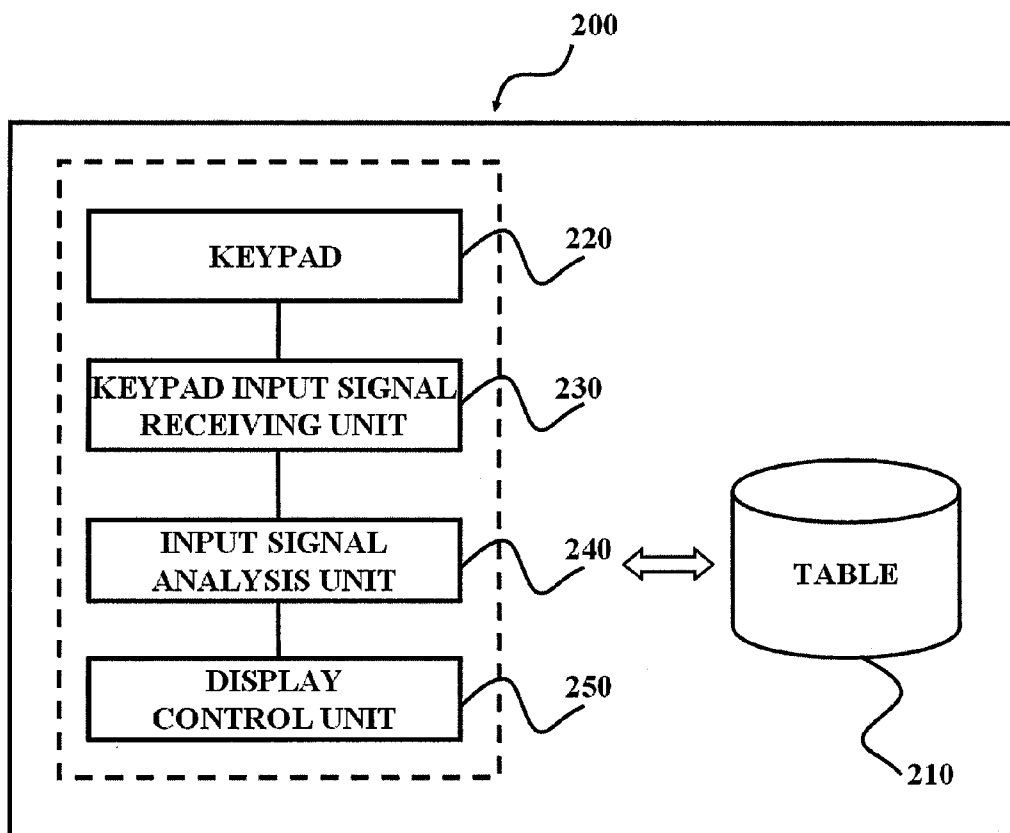 200
KEYPAD
220
KEYPAD INPUT SIGNAL
RECEIVING UNIT
230
INPUT SIGNAL
ANALYSIS UNIT
240
TABLE
DISPLAY
CONTROL UNIT
250
210